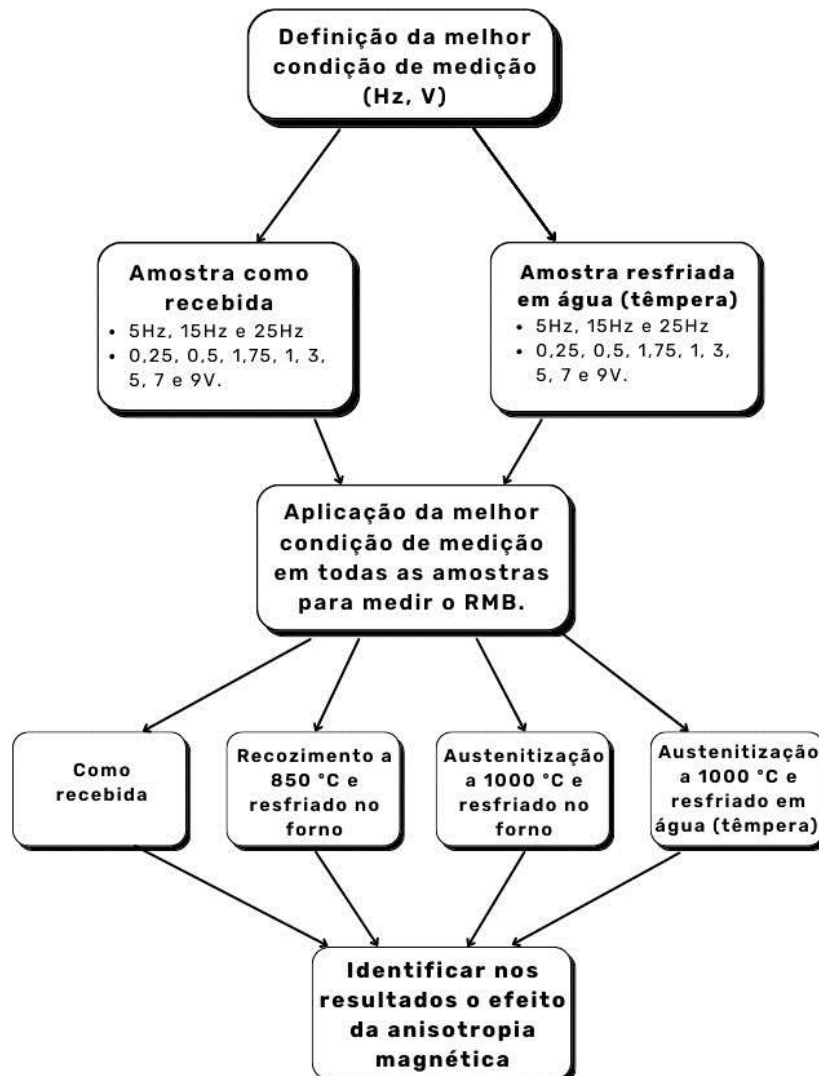 Definição da melhor
condição de medição
(Hz, V)
Amostra como
recebida
• 5Hz, 15Hz e 25Hz
• 0,25, 0,5, 1,75, 1, 3,
5, 7 e 9V.
Amostra resfriada
em água (têmpera)
• 5Hz, 15Hz e 25Hz
• 0,25, 0,5, 1,75, 1, 3,
5, 7 e 9V.
Aplicação da melhor
condição de medição
em todas as amostras
para medir o RMB.
Como
recebida
Recozimento a
850 °C e
resfriado no
forno
Austenitização
a 1000 °C e
resfriado no
forno
Austenitização
a 1000 °C e
resfriado em
água (têmpera)
Identificar nos
resultados o efeito
da anisotropia
magnética